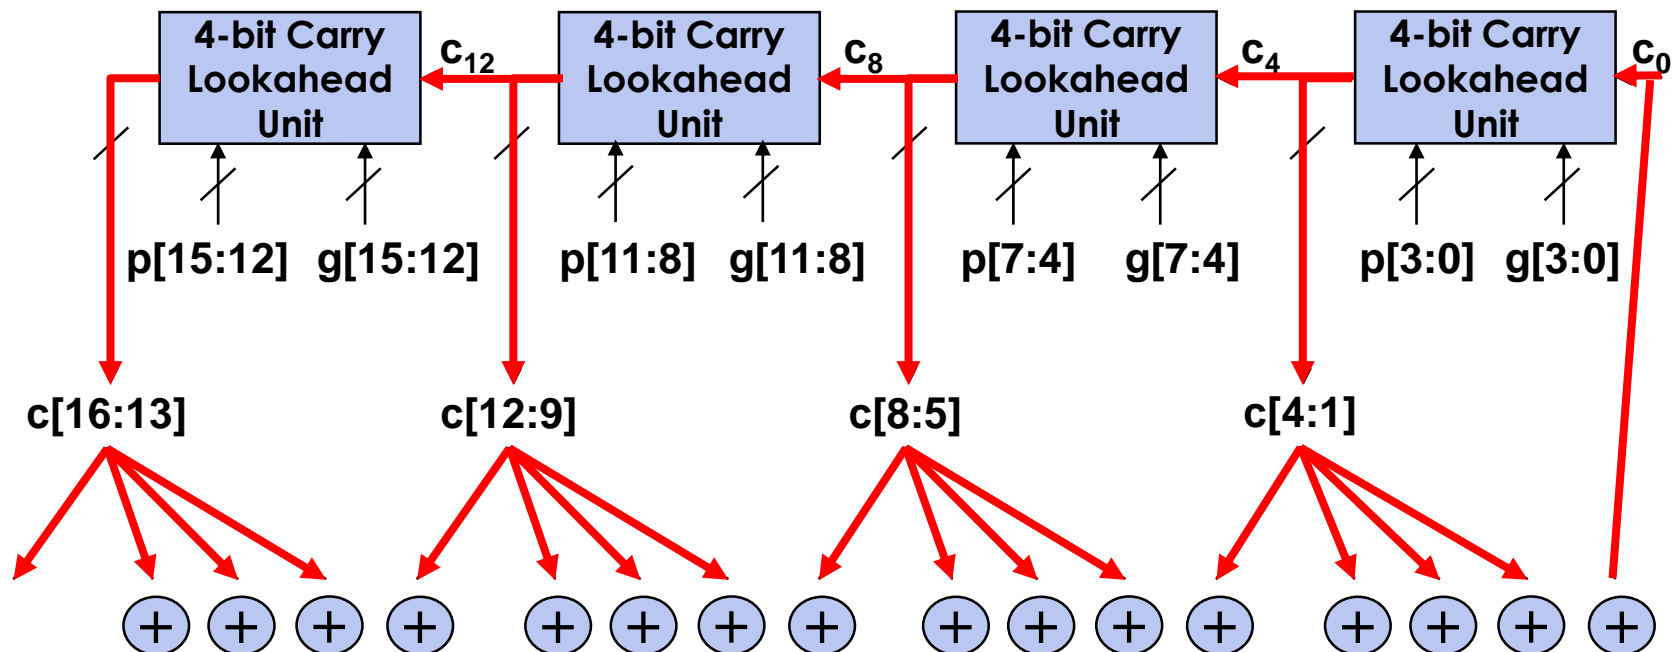 4-bit Carry
Lookahead
Unit
c₁₂
4-bit Carry
Lookahead
Unit
c₈
4-bit Carry
Lookahead
Unit
c₄
4-bit Carry
Lookahead
Unit
c₀
p[15:12] g[15:12] p[11:8] g[11:8] p[7:4] g[7:4] p[3:0] g[3:0]
c[16:13] c[12:9] c[8:5] c[4:1]
+ + + + + + + + + + + + + + + +